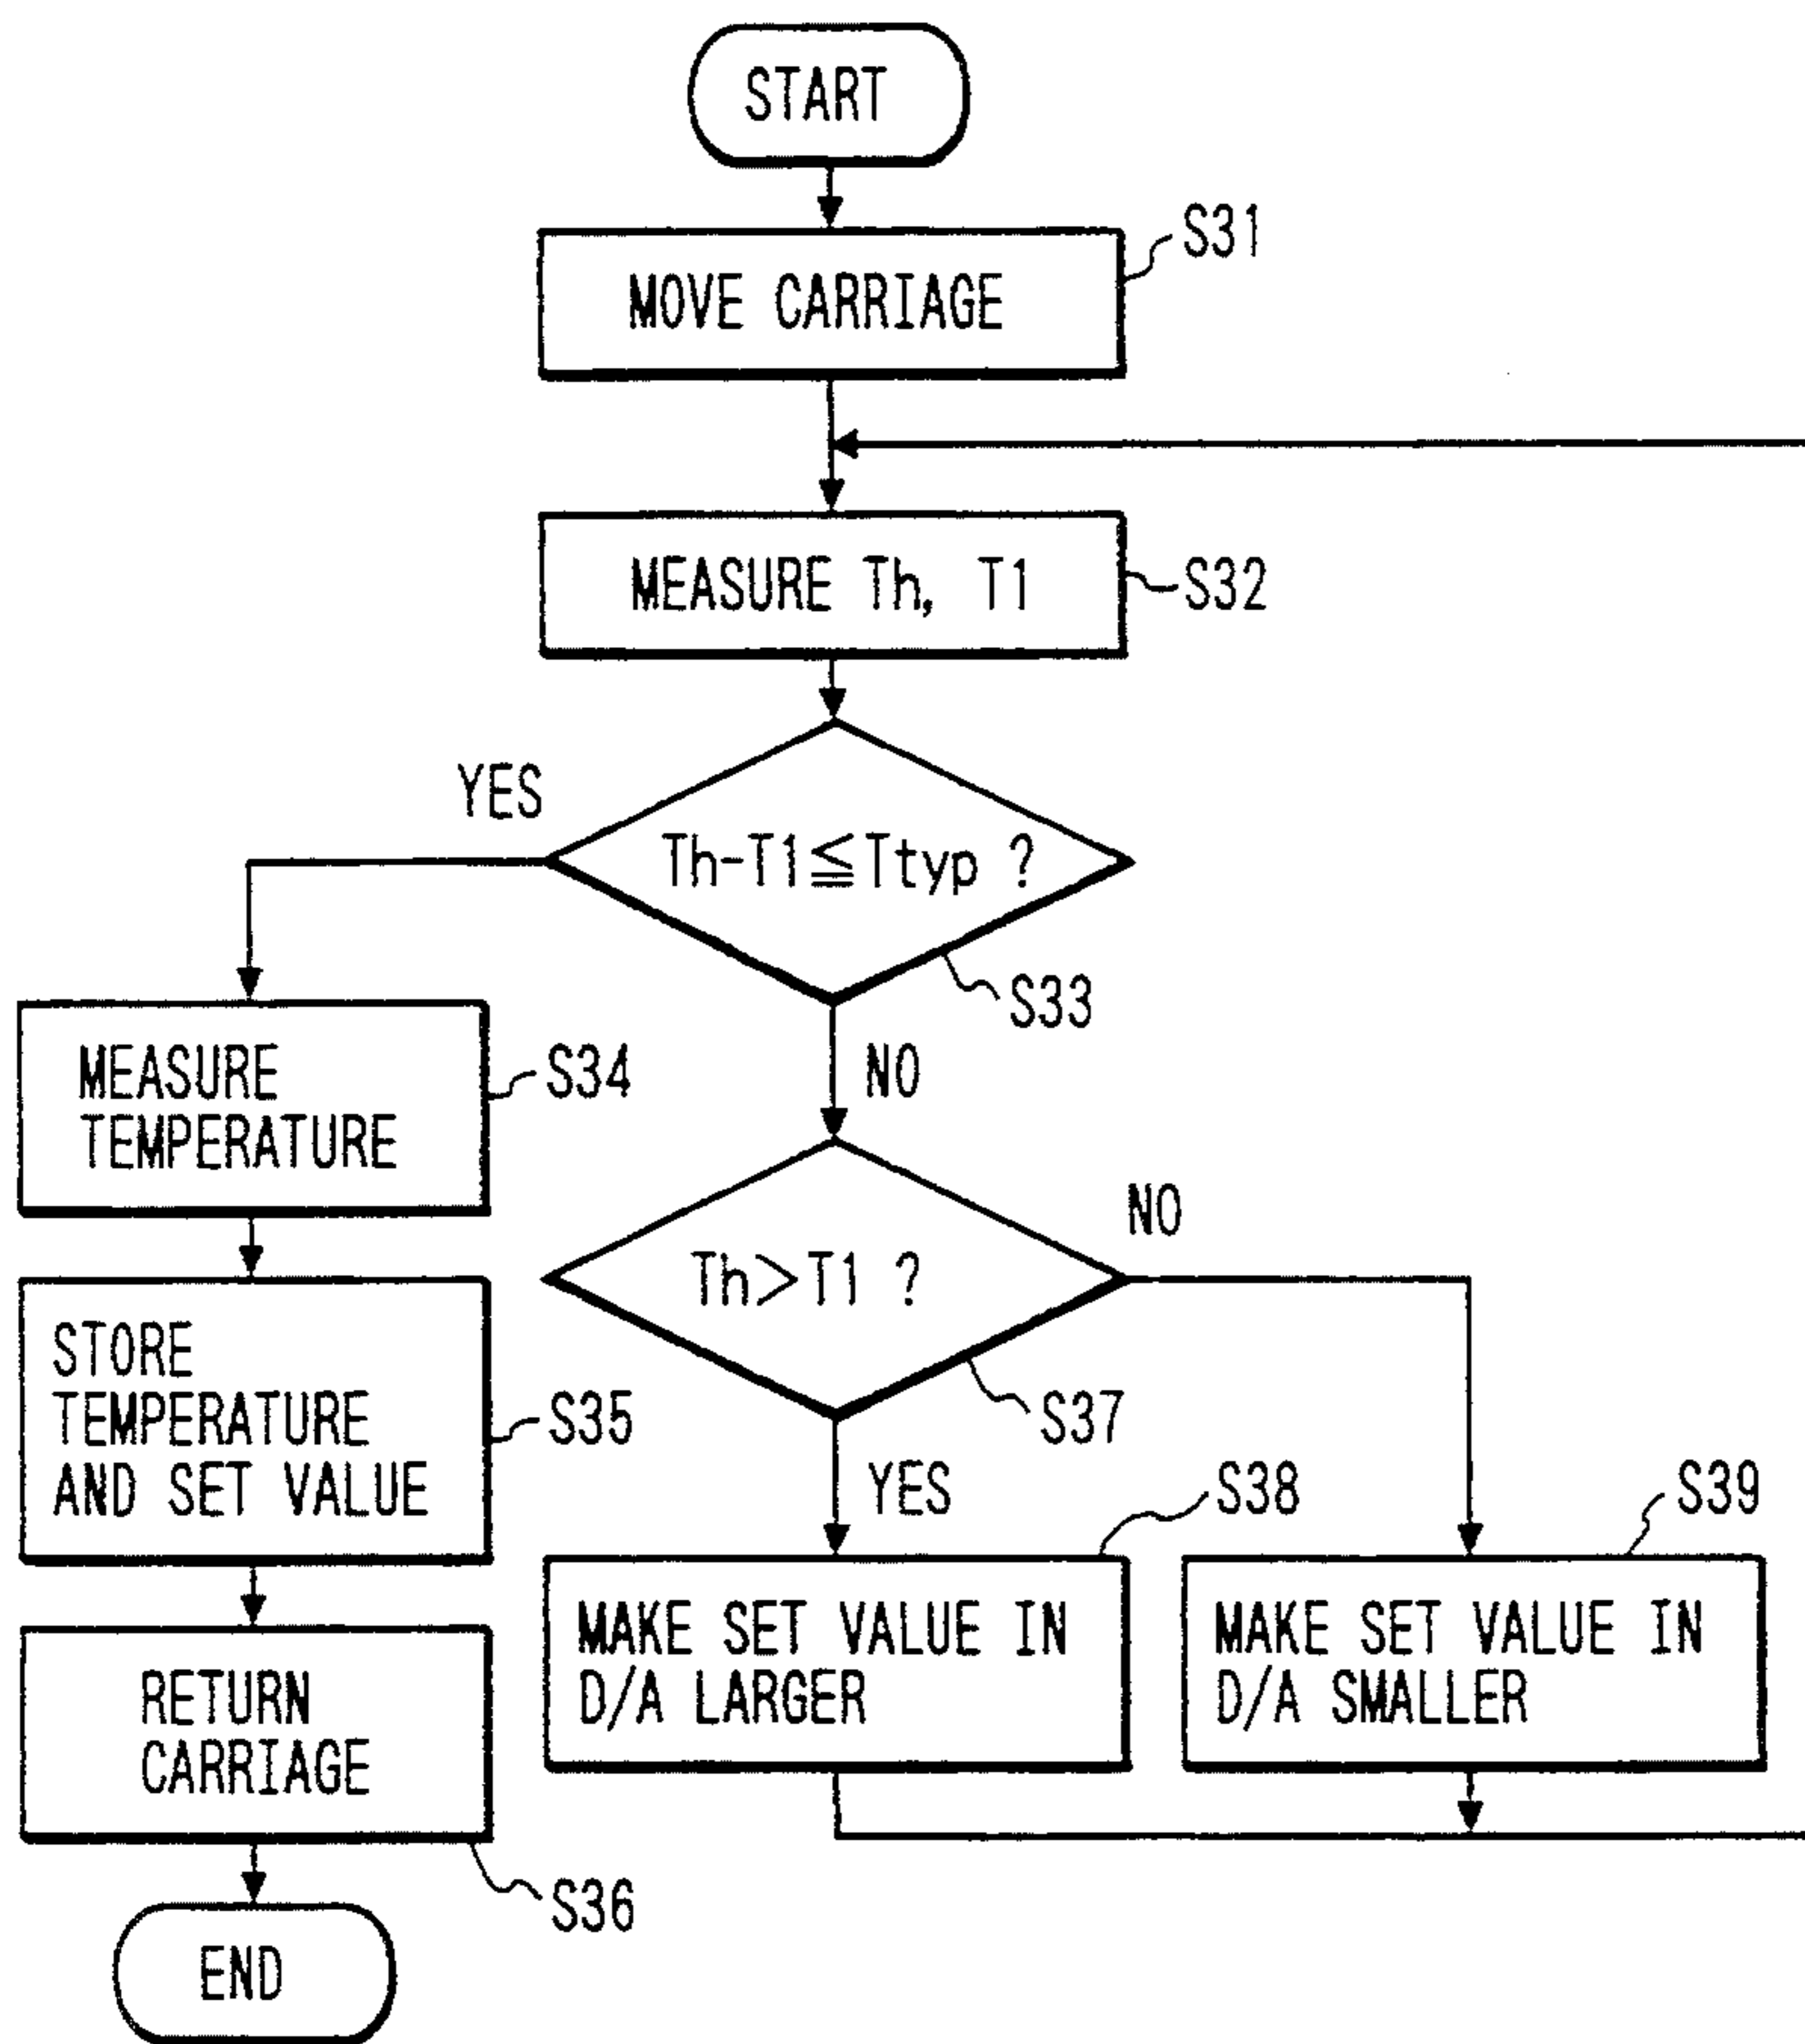 START
S31
MOVE CARRIAGE
MEASURE Th, T1
S32
YES
Th-T1≦Ttyp ?
S33
NO
MEASURE
TEMPERATURE
S34
NO
Th>T1 ?
S37
STORE
TEMPERATURE
AND SET VALUE
S35
YES
S38
S39
MAKE SET VALUE IN
D/A LARGER
MAKE SET VALUE IN
D/A SMALLER
RETURN
CARRIAGE
S36
END